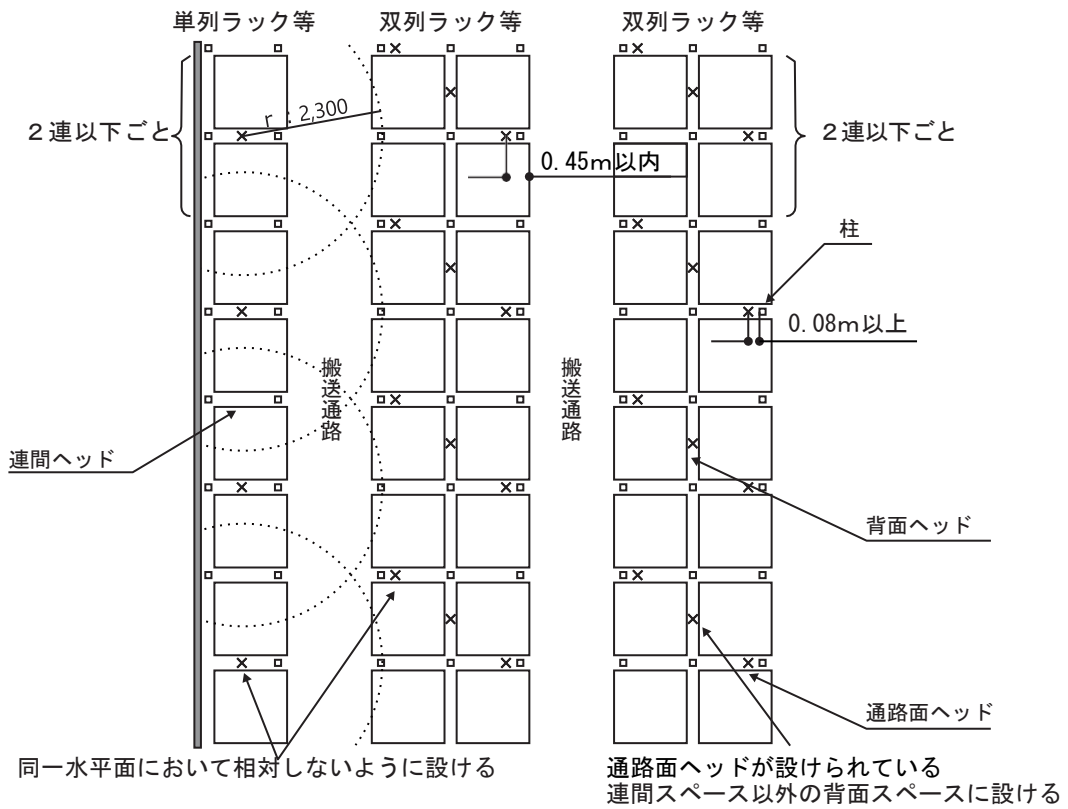 単列ラック等
双列ラック等
双列ラック等
２連以下ごと
r：2,300
0.45m以内
２連以下ごと
柱
0.08m以上
搬送通路
搬送通路
連間ヘッド
背面ヘッド
通路面ヘッド
同一水平面において相対しないように設ける
通路面ヘッドが設けられている
連間スペース以外の背面スペースに設ける